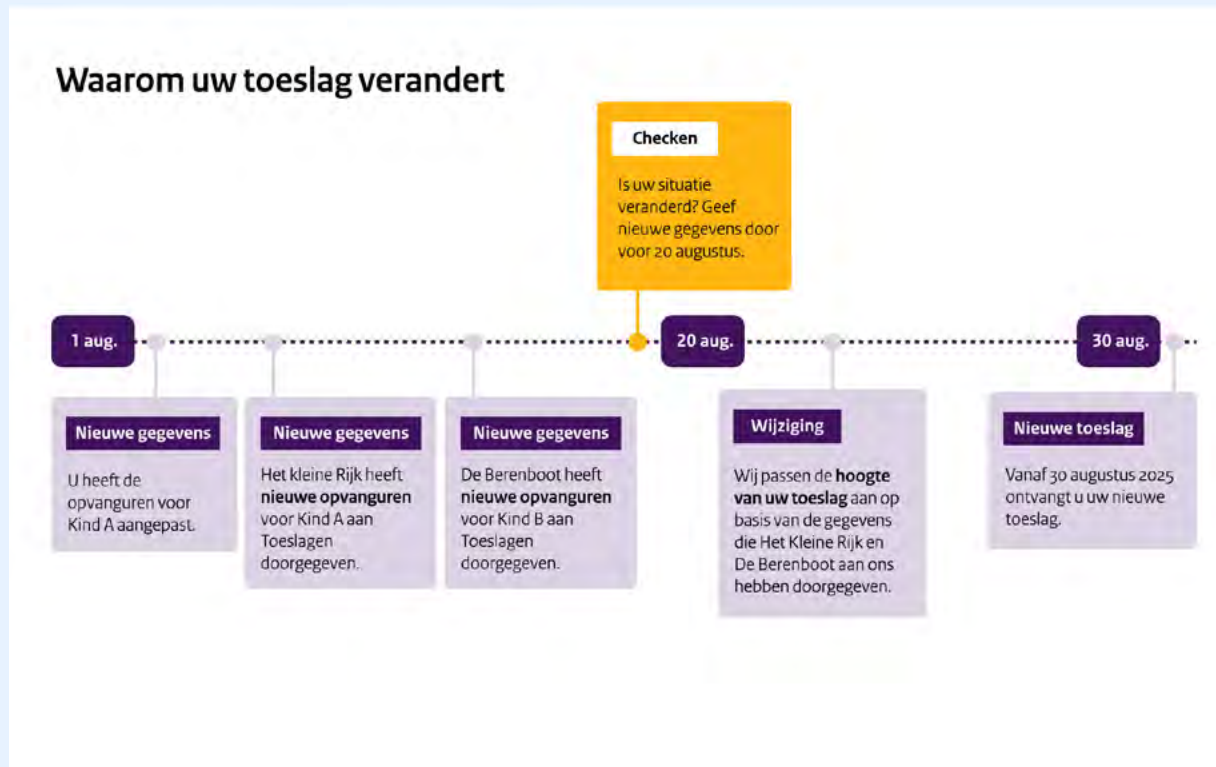 Waarom uw toeslag verandert
Checken
Is uw situatie
veranderd? Geef
nieuwe gegevens door
voor 20 augustus.
1 aug.
20 aug.
30 aug.
Nieuwe gegevens
U heeft de
opvanguren voor
Kind A aangepast.
Nieuwe gegevens
Het kleine Rijk heeft
nieuwe opvanguren
voor Kind A aan
Toeslagen
doorgegeven.
Nieuwe gegevens
De Berenboot heeft
nieuwe opvanguren
voor Kind B aan
Toeslagen
doorgegeven.
Wijziging
Wij passen de hoogte
van uw toeslag aan op
basis van de gegevens
die Het Kleine Rijk en
De Berenboot aan ons
hebben doorgegeven.
Nieuwe toeslag
Vanaf 30 augustus 2025
ontvangt u uw nieuwe
toeslag.